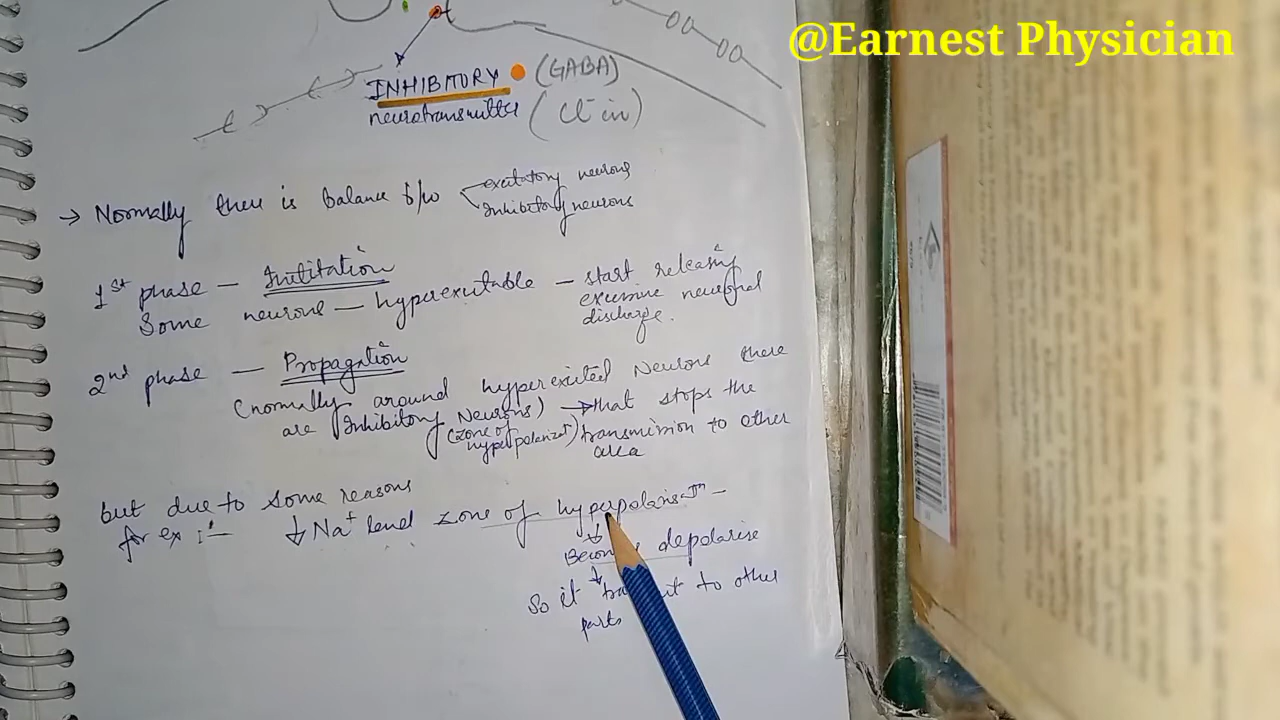 @Earnest Physician
INHIBITORY (GABA)
neurotransmitter (Cl⁻ in)
→ Normally there is balance b/w excitatory neurons
Inhibitory neurons
1st phase — Initiation
Some neurons — hyperexcitable — start releasing
excessive neuronal
discharge.
2nd phase — Propagation
(normally around hyperexcited Neurons there
are Inhibitory Neurons) → that stops the
(zone of
hyperpolarizatn) transmission to other
area
but due to some reasons
for ex :- ↓ Na⁺ level zone of hyperpolarisatn -
↓
depolarise
↓
So it to other
parts